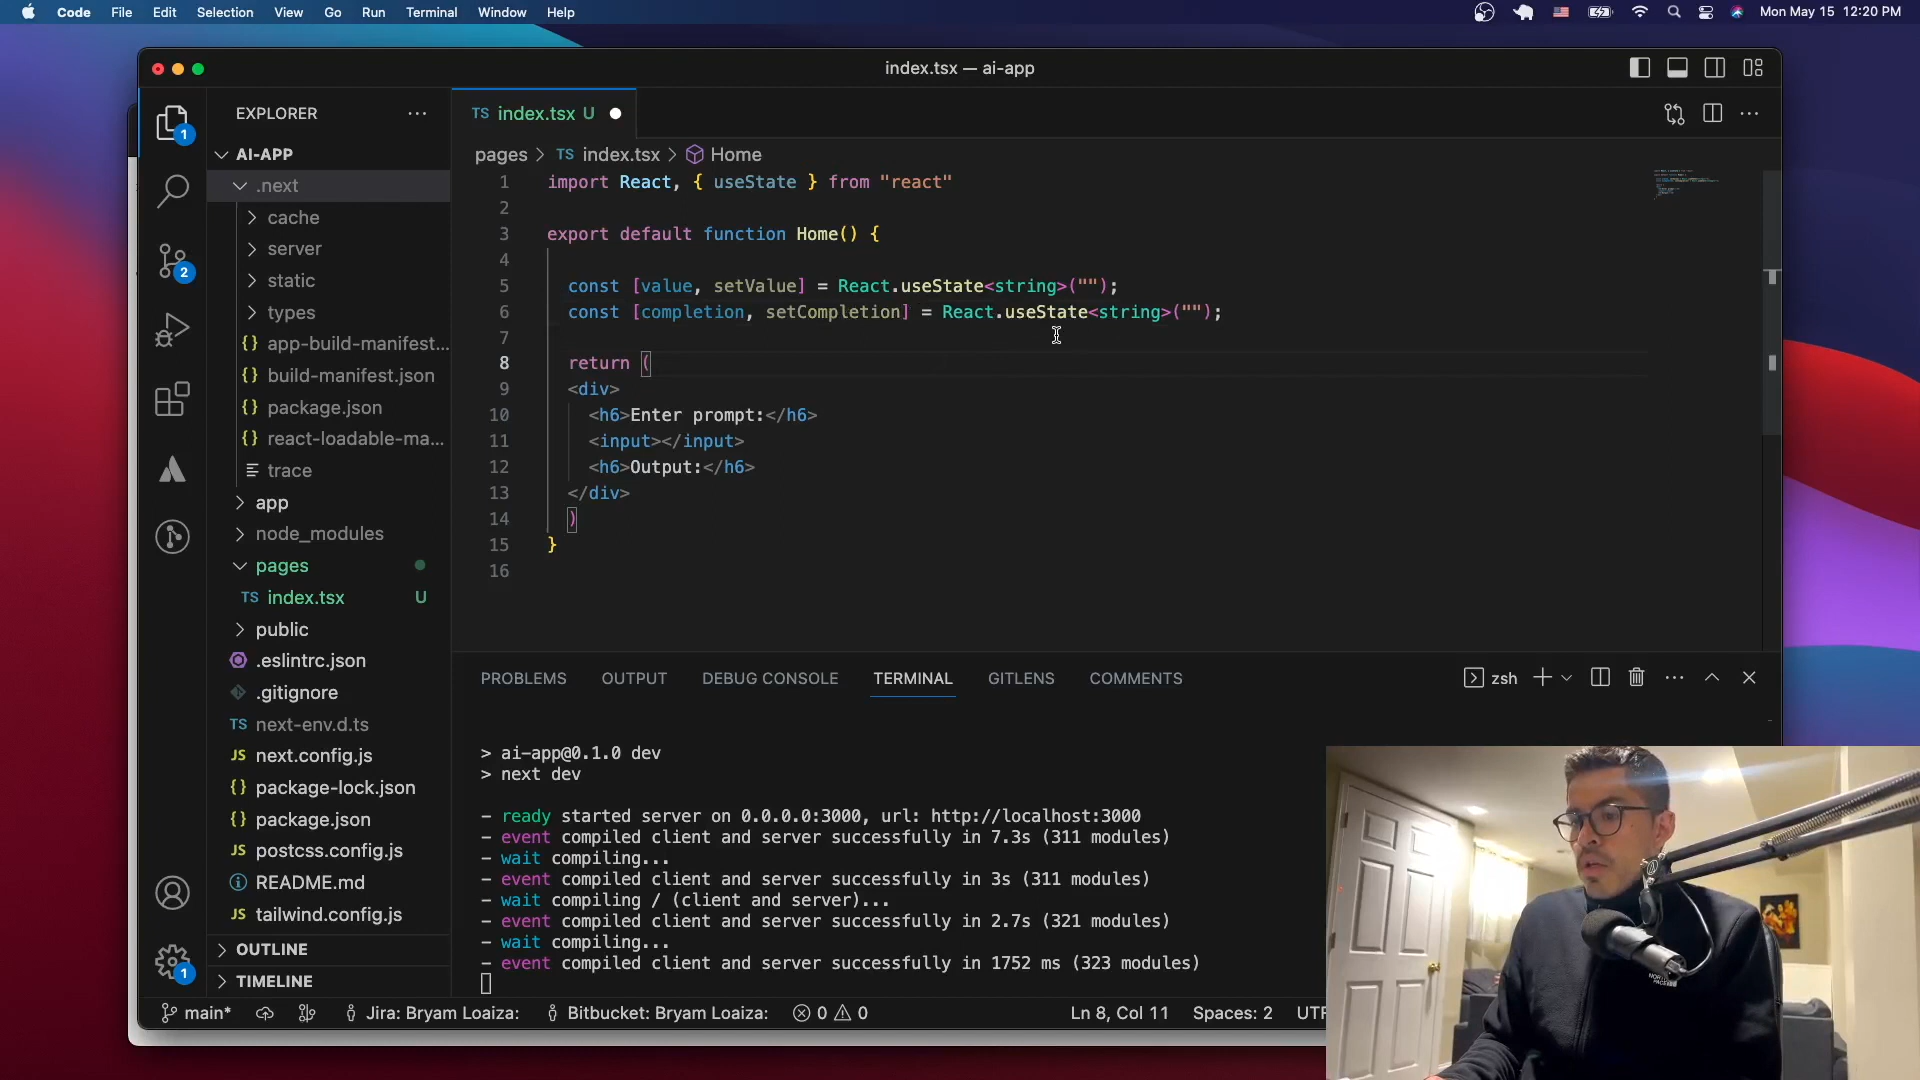 Code File Edit Selection View Go Run Terminal Window Help
Mon May 15 12:20 PM
index.tsx — ai-app
EXPLORER
1
2
1
AI-APP
.next
cache
server
static
types
{} app-build-manifest...
{} build-manifest.json
{} package.json
{} react-loadable-ma...
trace
app
node_modules
pages
TS index.tsx U
public
.eslintrc.json
.gitignore
TS next-env.d.ts
JS next.config.js
{} package-lock.json
{} package.json
JS postcss.config.js
README.md
JS tailwind.config.js
OUTLINE
TIMELINE
TS index.tsx U
pages > TS index.tsx > Home
1 import React, { useState } from "react"
2
3 export default function Home() {
4
5 const [value, setValue] = React.useState<string>("");
6 const [completion, setCompletion] = React.useState<string>("");
7
8 return (
9 <div>
10 <h6>Enter prompt:</h6>
11 <input></input>
12 <h6>Output:</h6>
13 </div>
14 )
15 }
16
PROBLEMS OUTPUT DEBUG CONSOLE TERMINAL GITLENS COMMENTS
zsh
> ai-app@0.1.0 dev
> next dev
- ready started server on 0.0.0.0:3000, url: http://localhost:3000
- event compiled client and server successfully in 7.3s (311 modules)
- wait compiling...
- event compiled client and server successfully in 3s (311 modules)
- wait compiling / (client and server)...
- event compiled client and server successfully in 2.7s (321 modules)
- wait compiling...
- event compiled client and server successfully in 1752 ms (323 modules)
main* Jira: Bryam Loaiza: Bitbucket: Bryam Loaiza: 0 0 Ln 8, Col 11 Spaces: 2 UTF